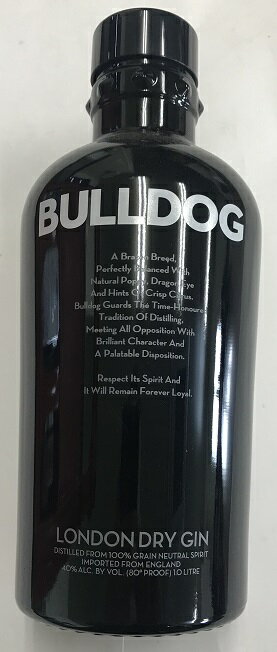 BULLDOG
A Brazen Breed,
Perfectly Balanced With
Natural Poppy, Dragon Eye
And Hints Of Crisp Citrus.
Bulldog Guards The Time-Honoured
Tradition Of Distilling,
Meeting All Opposition With
Brilliant Character And
A Palatable Disposition.
Respect Its Spirit And
It Will Remain Forever Loyal.
LONDON DRY GIN
DISTILLED FROM 100% GRAIN NEUTRAL SPIRIT
IMPORTED FROM ENGLAND
40% ALC. BY VOL. (80° PROOF) 1.0 LITRE